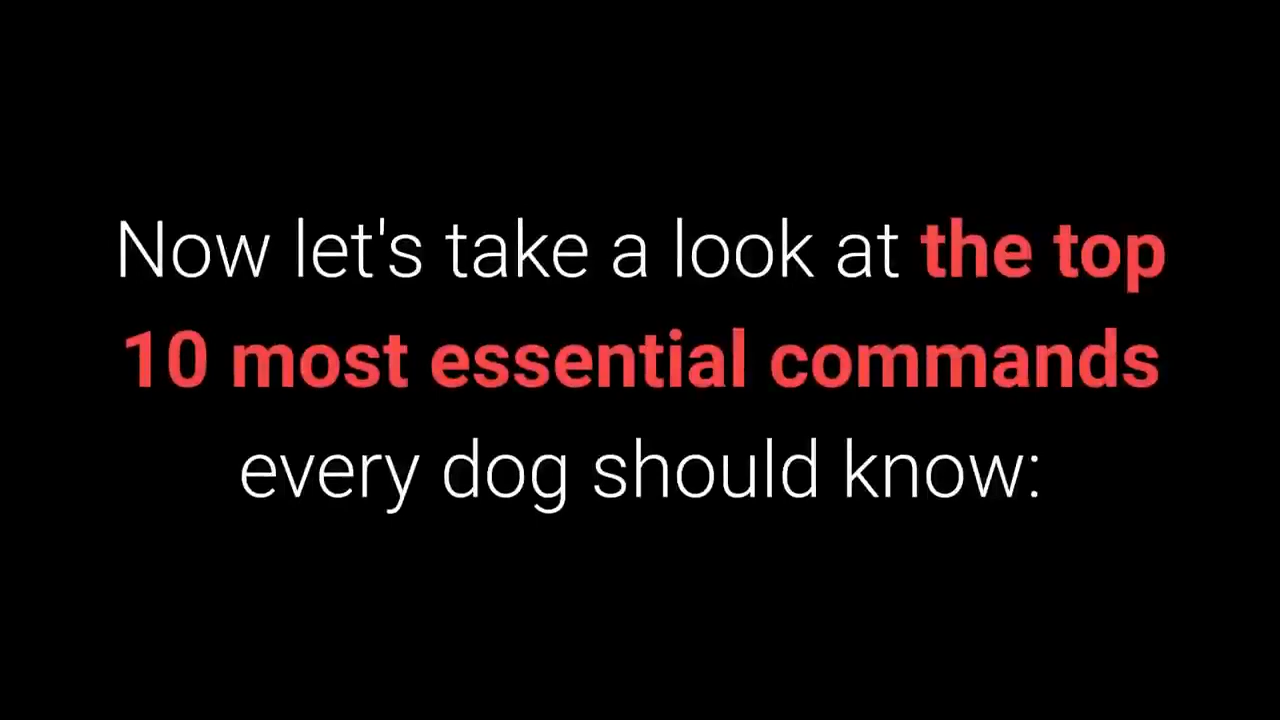 Now let's take a look at the top
10 most essential commands
every dog should know: